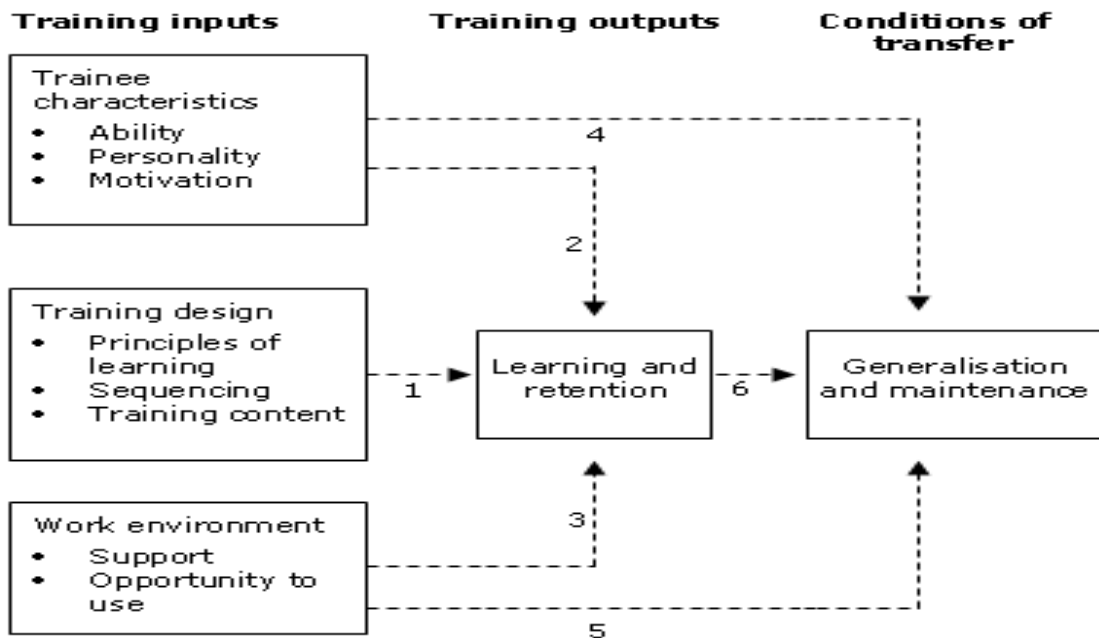 Training inputs
Training outputs
Conditions of
transfer
Trainee
characteristics
• Ability
• Personality
• Motivation
4
2
Training design
• Principles of
learning
• Sequencing
• Training content
1
Learning and
retention
6
Generalisation
and maintenance
Work environment
• Support
• Opportunity to
use
3
5